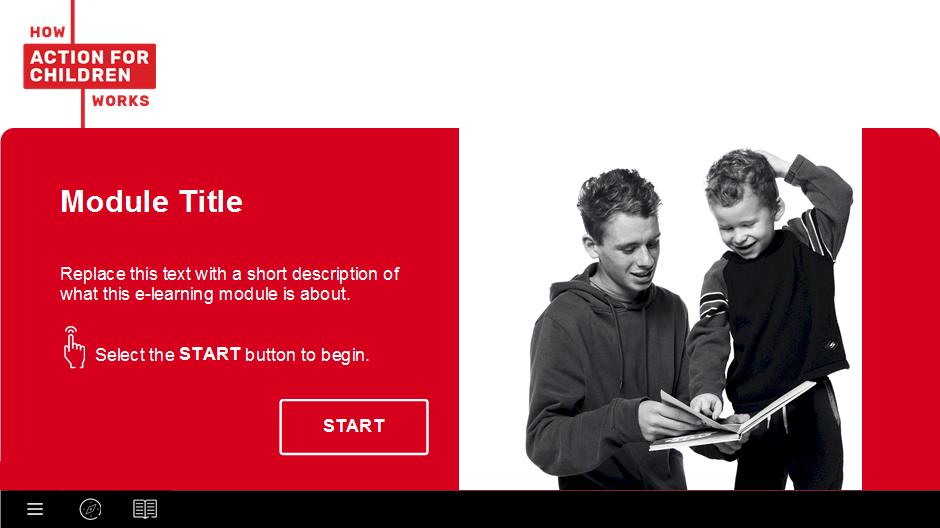 HOW
ACTION FOR
CHILDREN
WORKS
Module Title
Replace this text with a short description of
what this e-learning module is about.
Select the START button to begin.
START